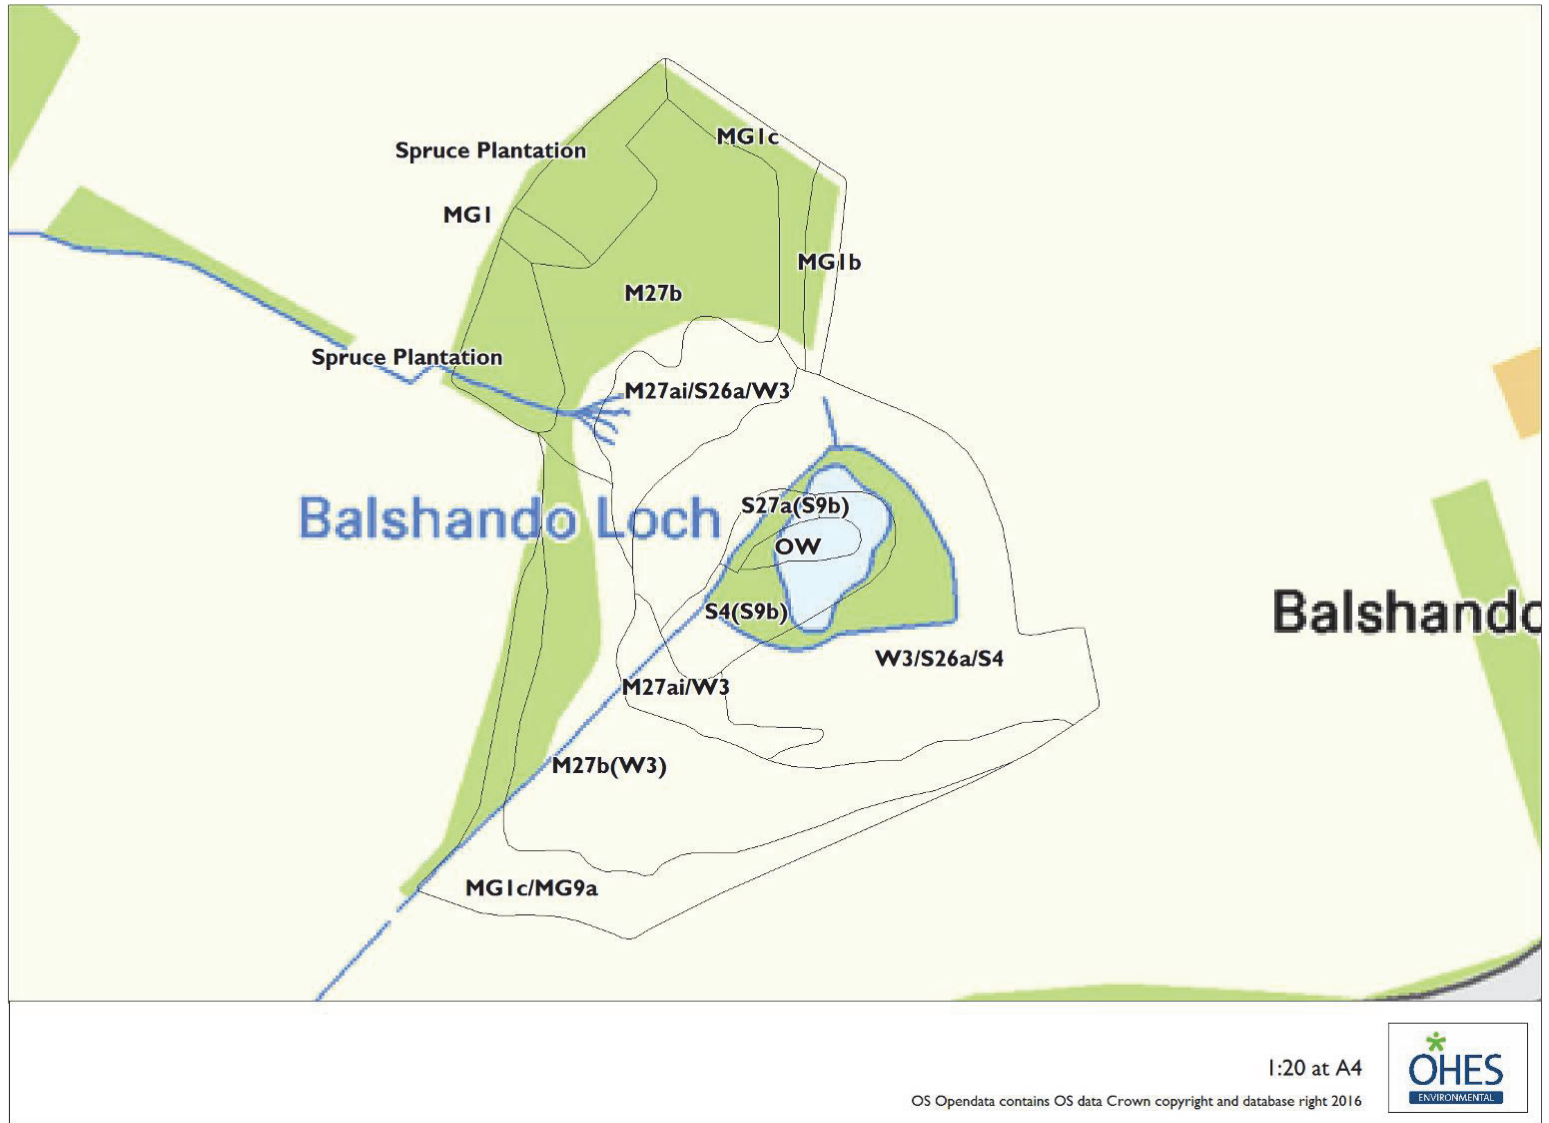 MG1c
Spruce Plantation
MG1
MG1b
M27b
Spruce Plantation
M27ai/S26a/W3
S27a(S9b)
Balshando Loch
OW
S4(S9b)
Balshando
W3/S26a/S4
M27ai/W3
M27b(W3)
MG1c/MG9a
1:20 at A4
OS Opendata contains OS data Crown copyright and database right 2016
OHES
ENVIRONMENTAL